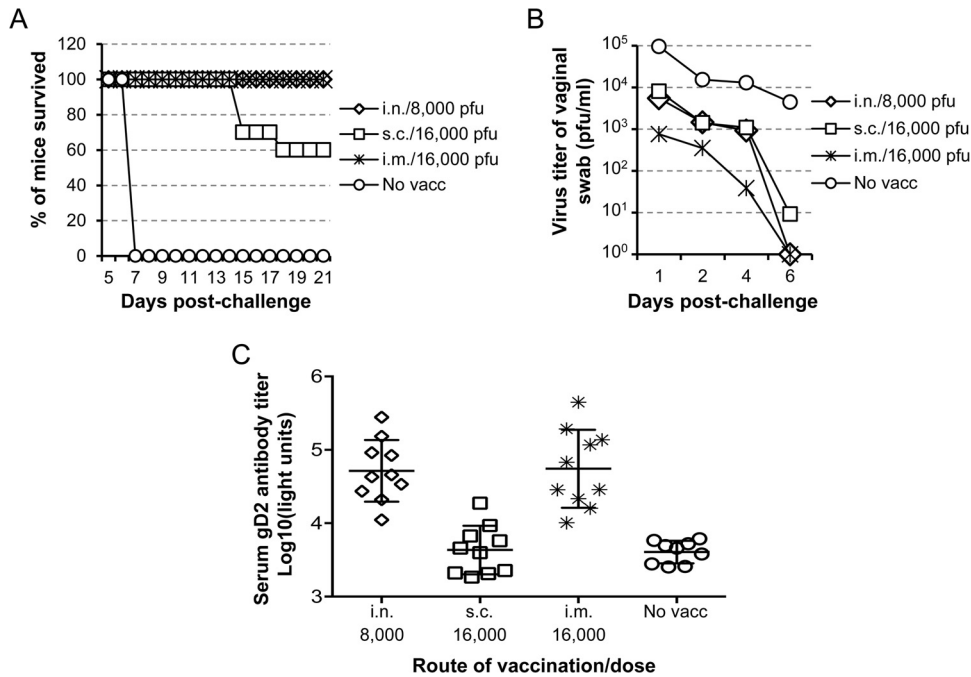 A
% of mice survived
120
100
80
60
40
20
0
5 7 9 11 13 15 17 19 21
Days post-challenge
i.n./8,000 pfu
s.c./16,000 pfu
i.m./16,000 pfu
No vacc
B
Virus titer of vaginal
swab (pfu/ml)
10^5
10^4
10^3
10^2
10^1
10^0
1 2 4 6
Days post-challenge
i.n./8,000 pfu
s.c./16,000 pfu
i.m./16,000 pfu
No vacc
C
Serum gD2 antibody titer
Log10(light units)
6
5
4
3
i.n. s.c. i.m. No vacc
8,000 16,000 16,000
Route of vaccination/dose